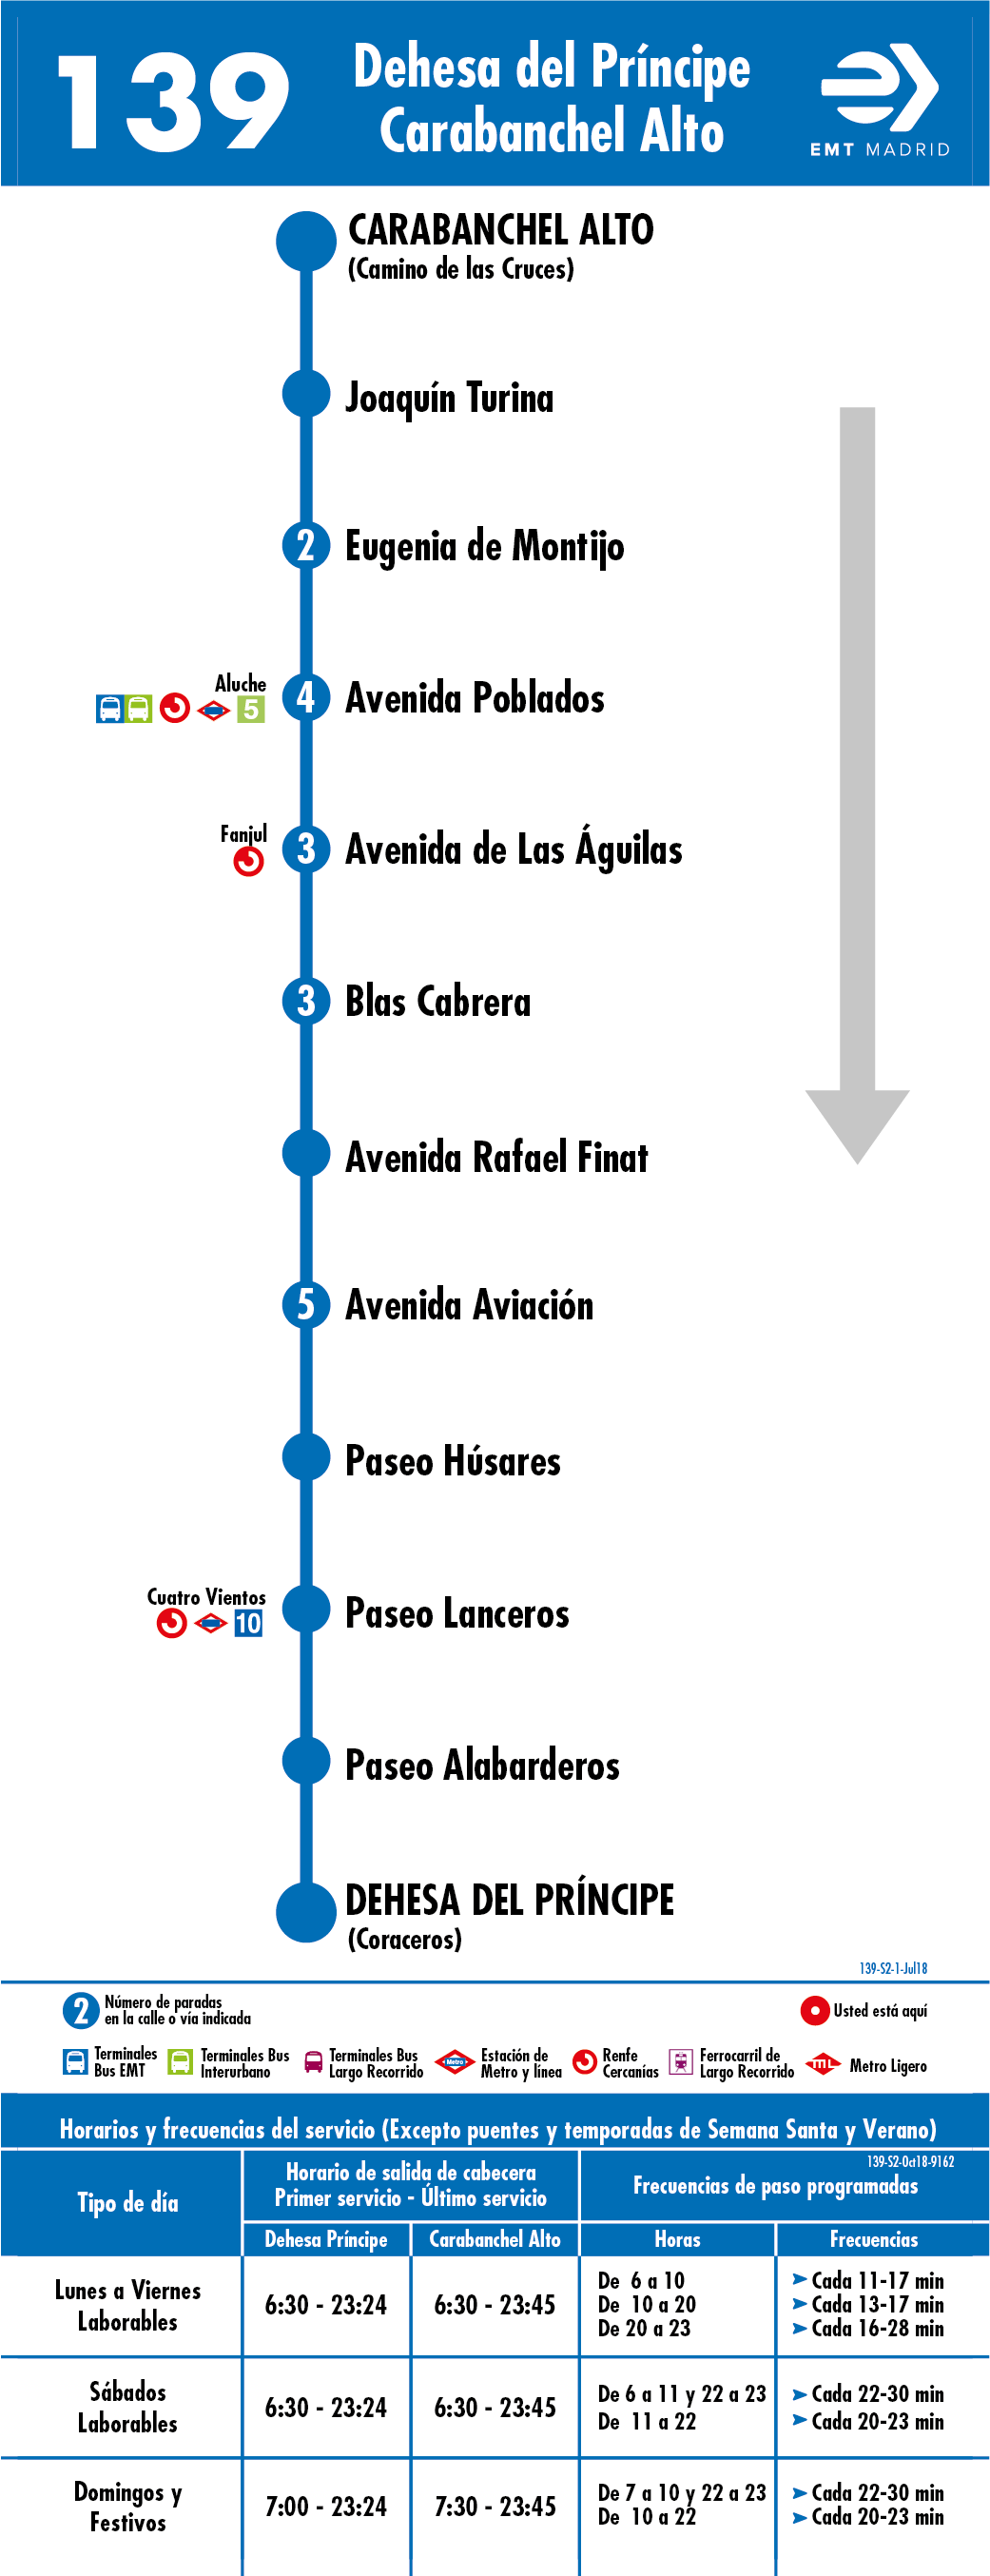 139
Dehesa del Príncipe
Carabanchel Alto
EMT MADRID
CARABANCHEL ALTO
(Camino de las Cruces)
Joaquín Turina
2 Eugenia de Montijo
Aluche
5
4 Avenida Poblados
Fanjul
3 Avenida de Las Águilas
3 Blas Cabrera
Avenida Rafael Finat
5 Avenida Aviación
Paseo Húsares
Cuatro Vientos
10
Paseo Lanceros
Paseo Alabarderos
DEHESA DEL PRÍNCIPE
(Coraceros)
139-S2-1-Jul18
2 Número de paradas
en la calle o vía indicada
Usted está aquí
Terminales
Bus EMT
Terminales Bus
Interurbano
Terminales Bus
Largo Recorrido
Metro
Estación de
Metro y línea
Renfe
Cercanías
Ferrocarril de
Largo Recorrido
ML
Metro Ligero
Horarios y frecuencias del servicio (Excepto puentes y temporadas de Semana Santa y Verano)
139-S2-Oct18-9162
Tipo de día
Horario de salida de cabecera
Primer servicio - Último servicio
Frecuencias de paso programadas
Dehesa Príncipe
Carabanchel Alto
Horas
Frecuencias
Lunes a Viernes
Laborables
6:30 - 23:24
6:30 - 23:45
De 6 a 10 ➤ Cada 11-17 min
De 10 a 20 ➤ Cada 13-17 min
De 20 a 23 ➤ Cada 16-28 min
Sábados
Laborables
6:30 - 23:24
6:30 - 23:45
De 6 a 11 y 22 a 23 ➤ Cada 22-30 min
De 11 a 22 ➤ Cada 20-23 min
Domingos y
Festivos
7:00 - 23:24
7:30 - 23:45
De 7 a 10 y 22 a 23 ➤ Cada 22-30 min
De 10 a 22 ➤ Cada 20-23 min